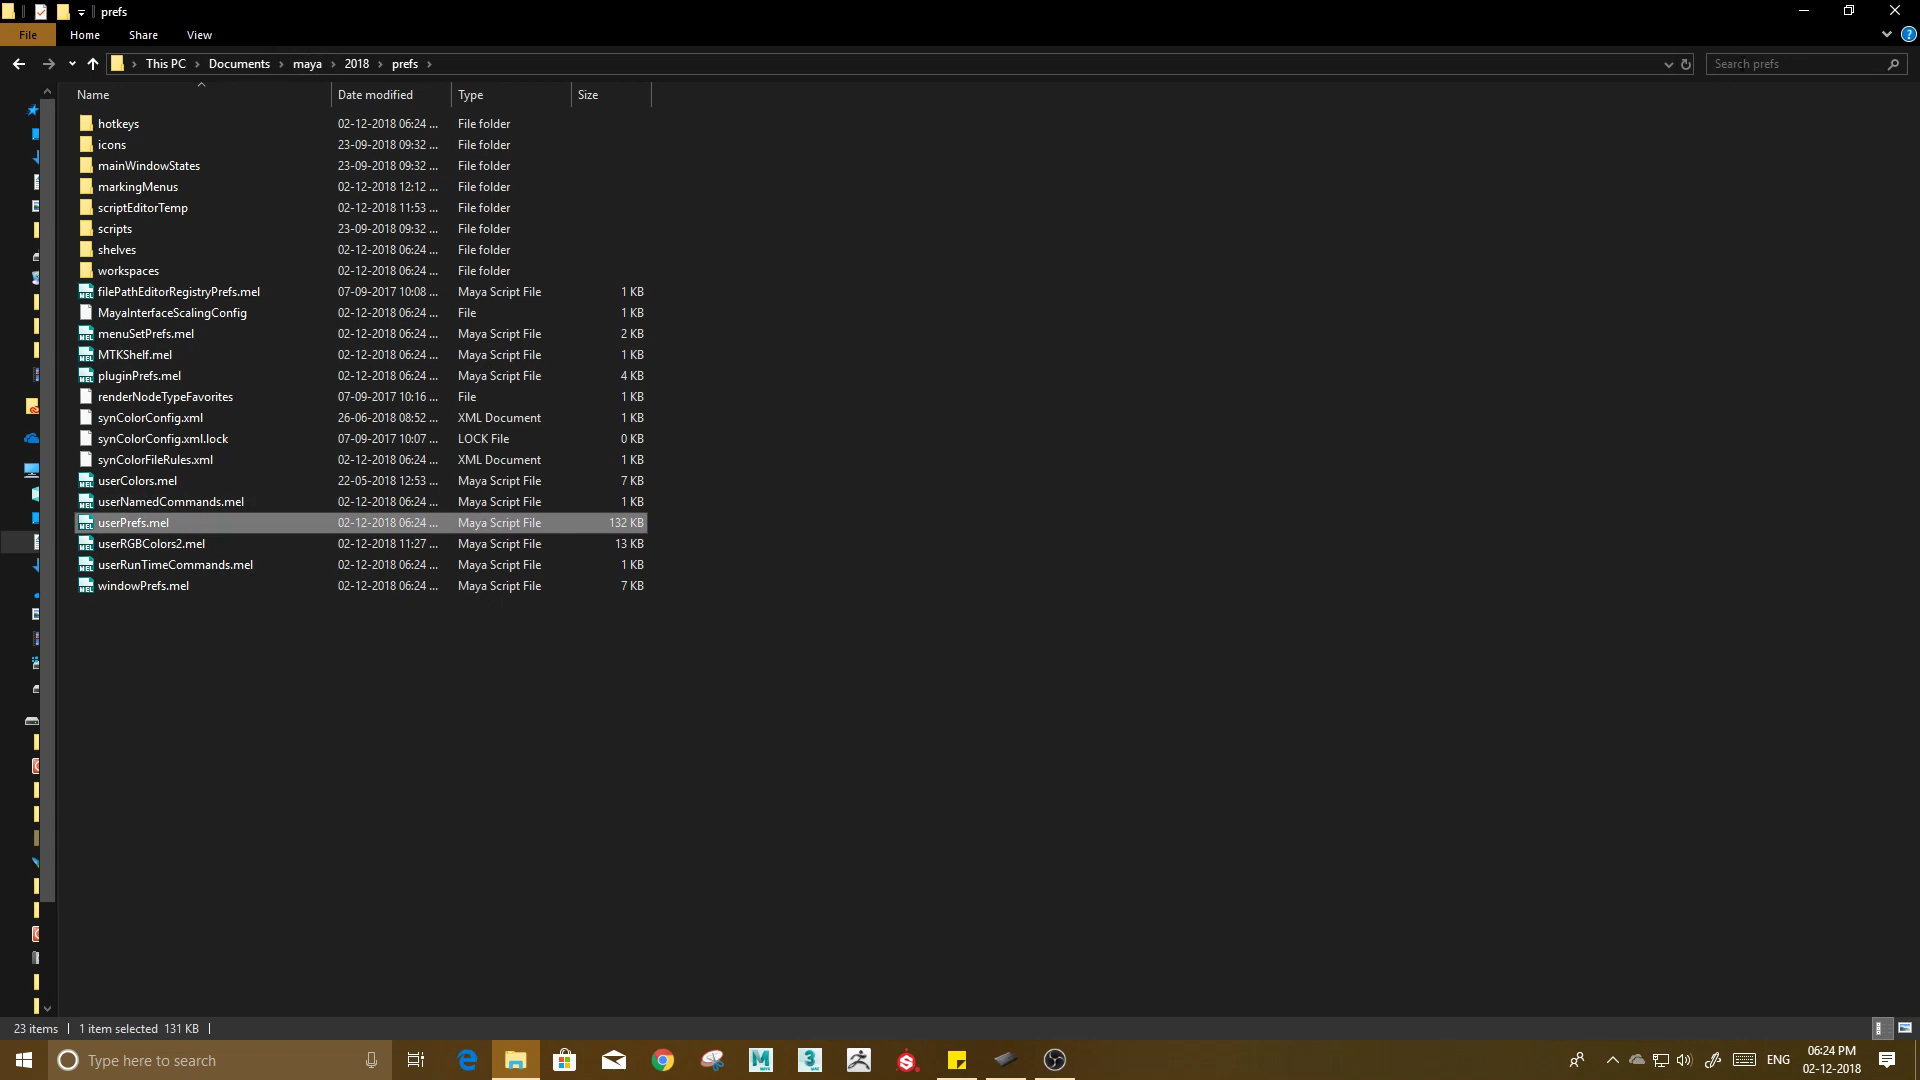 prefs
File Home Share View
This PC Documents maya 2018 prefs
Search prefs
Name Date modified Type Size
hotkeys 02-12-2018 06:24 ... File folder
icons 23-09-2018 09:32 ... File folder
mainWindowStates 23-09-2018 09:32 ... File folder
markingMenus 02-12-2018 12:12 ... File folder
scriptEditorTemp 02-12-2018 11:53 ... File folder
scripts 23-09-2018 09:32 ... File folder
shelves 02-12-2018 06:24 ... File folder
workspaces 02-12-2018 06:24 ... File folder
filePathEditorRegistryPrefs.mel 07-09-2017 10:08 ... Maya Script File 1 KB
MayaInterfaceScalingConfig 02-12-2018 06:24 ... File 1 KB
menuSetPrefs.mel 02-12-2018 06:24 ... Maya Script File 2 KB
MTKShelf.mel 02-12-2018 06:24 ... Maya Script File 1 KB
pluginPrefs.mel 02-12-2018 06:24 ... Maya Script File 4 KB
renderNodeTypeFavorites 07-09-2017 10:16 ... File 1 KB
synColorConfig.xml 26-06-2018 08:52 ... XML Document 1 KB
synColorConfig.xml.lock 07-09-2017 10:07 ... LOCK File 0 KB
synColorFileRules.xml 02-12-2018 06:24 ... XML Document 1 KB
userColors.mel 22-05-2018 12:53 ... Maya Script File 7 KB
userNamedCommands.mel 02-12-2018 06:24 ... Maya Script File 1 KB
userPrefs.mel 02-12-2018 06:24 ... Maya Script File 132 KB
userRGBColors2.mel 02-12-2018 11:27 ... Maya Script File 13 KB
userRunTimeCommands.mel 02-12-2018 06:24 ... Maya Script File 1 KB
windowPrefs.mel 02-12-2018 06:24 ... Maya Script File 7 KB
23 items 1 item selected 131 KB
Type here to search
ENG
06:24 PM
02-12-2018